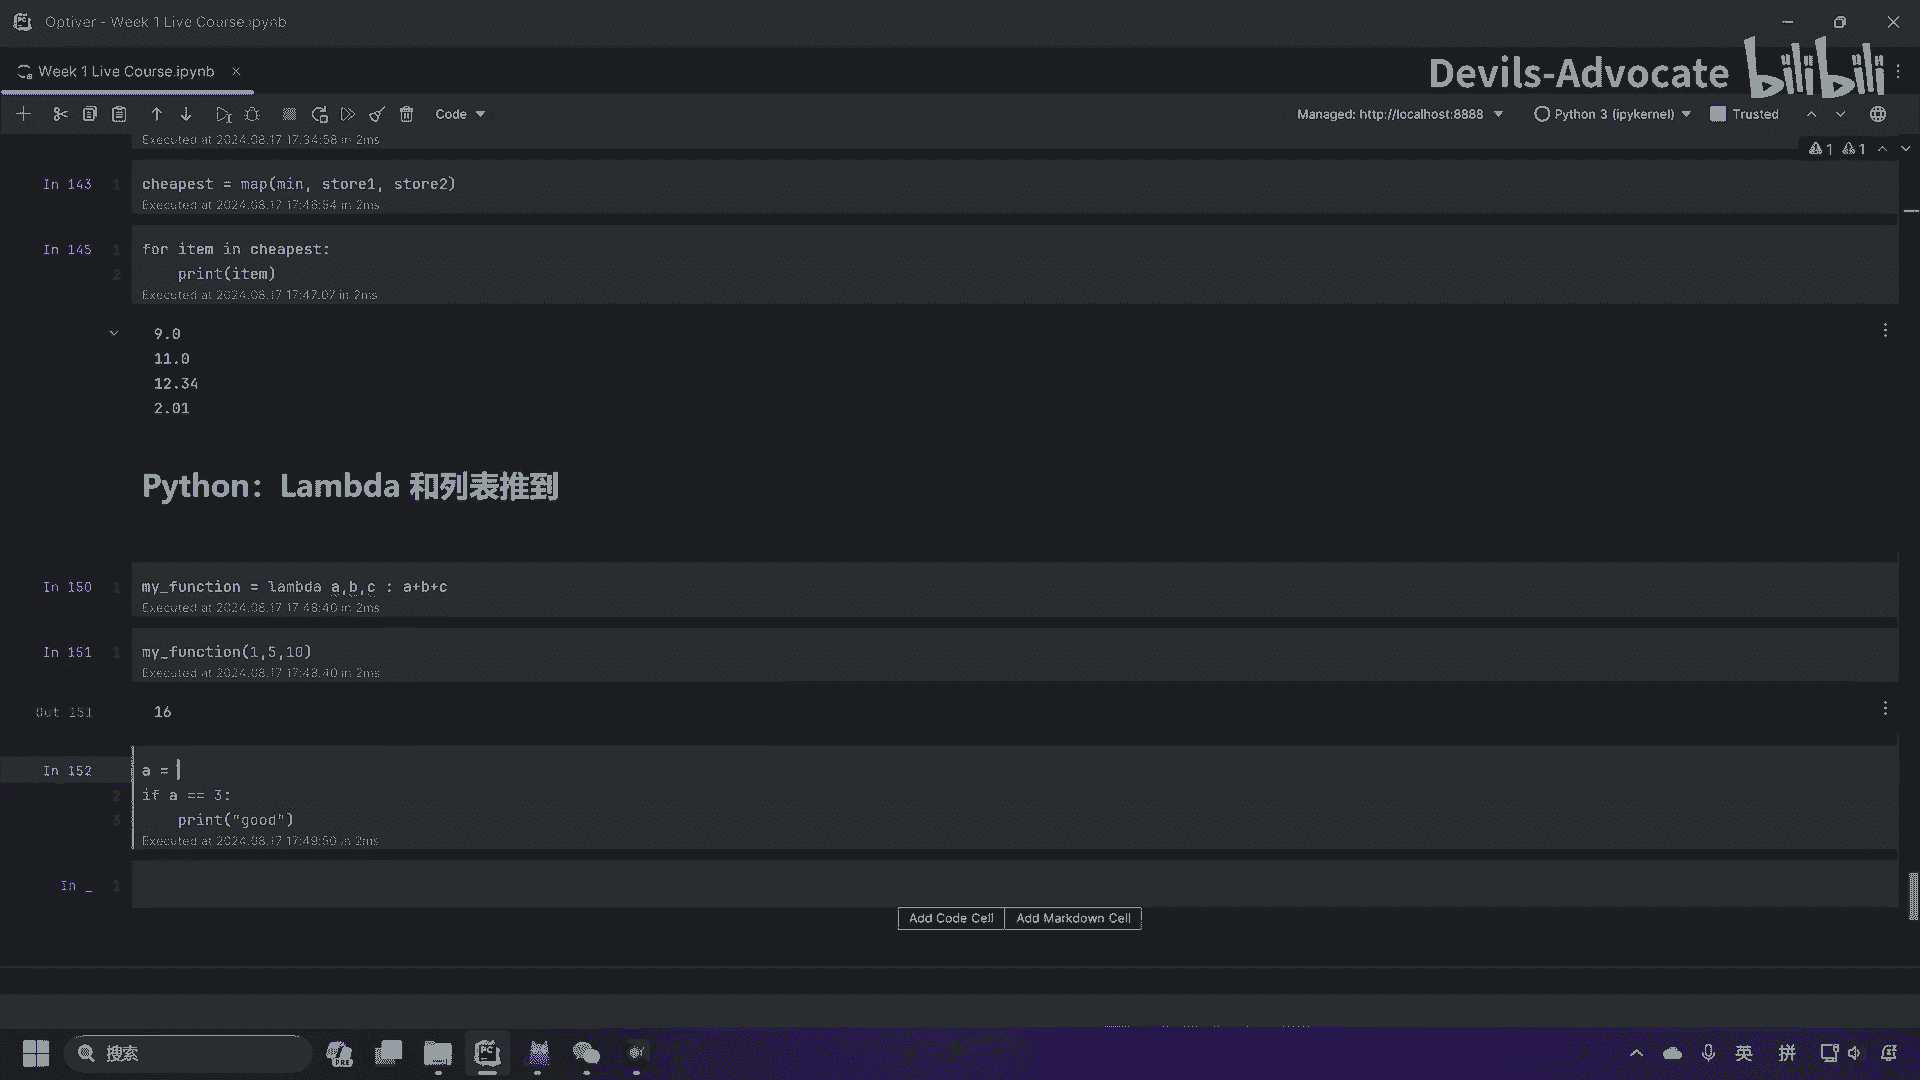 Optiver - Week 1 Live Course.ipynb
Week 1 Live Course.ipynb
Devils-Advocate bilibili
Code
Managed: http://localhost:8888
Python 3 (ipykernel)
Trusted
Executed at 2024.08.17 17:34:58 in 2ms
1 1
In 143 1 cheapest = map(min, store1, store2)
Executed at 2024.08.17 17:46:54 in 2ms
In 145 1 for item in cheapest:
2 print(item)
Executed at 2024.08.17 17:47:07 in 2ms
9.0
11.0
12.34
2.01
Python：Lambda 和列表推到
In 150 1 my_function = lambda a,b,c : a+b+c
Executed at 2024.08.17 17:48:40 in 2ms
In 151 1 my_function(1,5,10)
Executed at 2024.08.17 17:48:40 in 2ms
Out 151 16
In 152 a =
2 if a == 3:
3 print("good")
Executed at 2024.08.17 17:49:50 in 2ms
In _ 1
Add Code Cell Add Markdown Cell
搜索
PRE
PC
英 拼